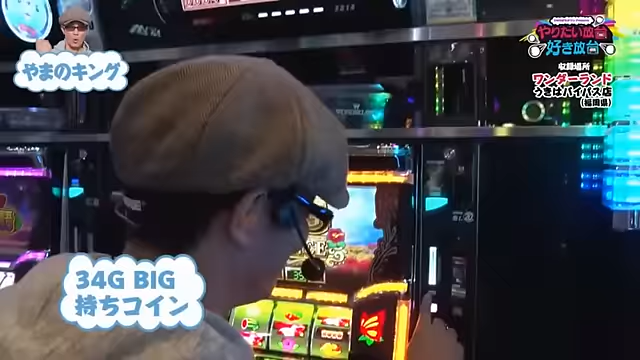 やりたい放台
好き放台
収録場所
ワンダーランド
うきはバイパス店
(福岡県)
やまのキング
34G BIG
持ちコイン